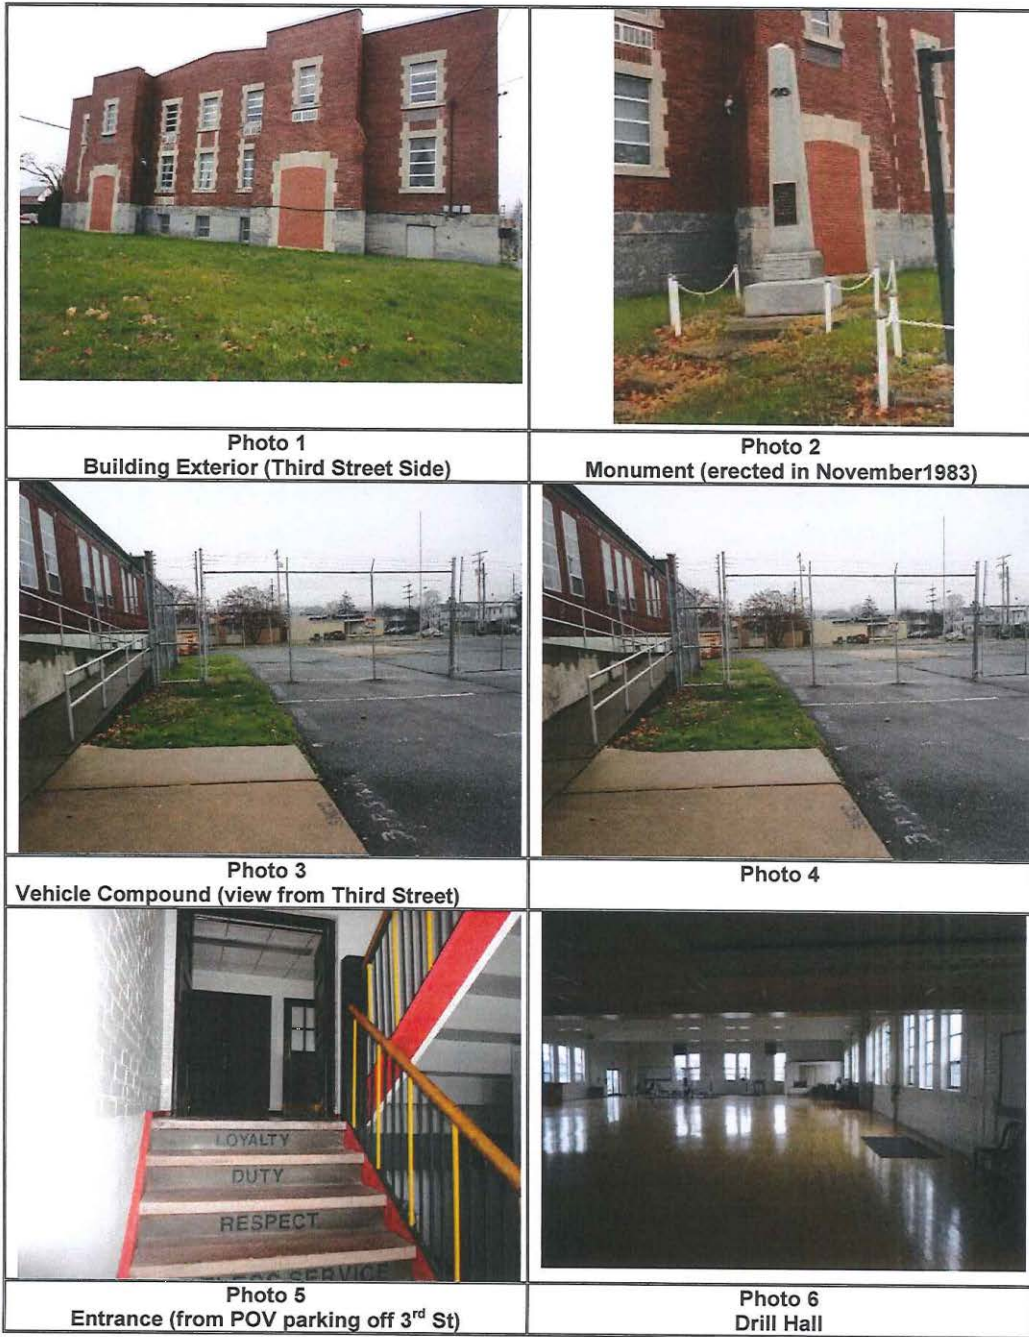 Photo 1
Building Exterior (Third Street Side)
Photo 2
Monument (erected in November1983)
Photo 3
Vehicle Compound (view from Third Street)
Photo 4
LOYALTY
DUTY
RESPECT
SERVICE
Photo 5
Entrance (from POV parking off 3rd St)
Photo 6
Drill Hall